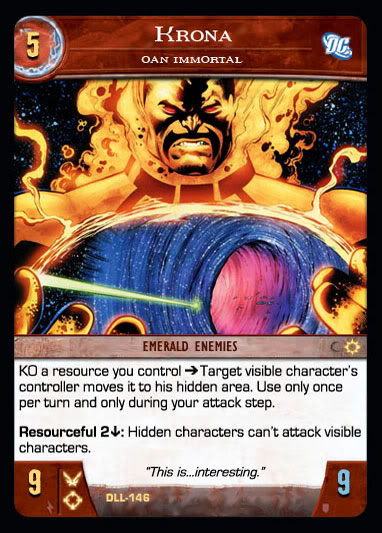 5
KRONA
OAN IMMORTAL
DC
EMERALD ENEMIES
KO a resource you control ➔ Target visible character's
controller moves it to his hidden area. Use only once
per turn and only during your attack step.
Resourceful 2↓: Hidden characters can't attack visible
characters.
"This is...interesting."
9
DLL-146
9